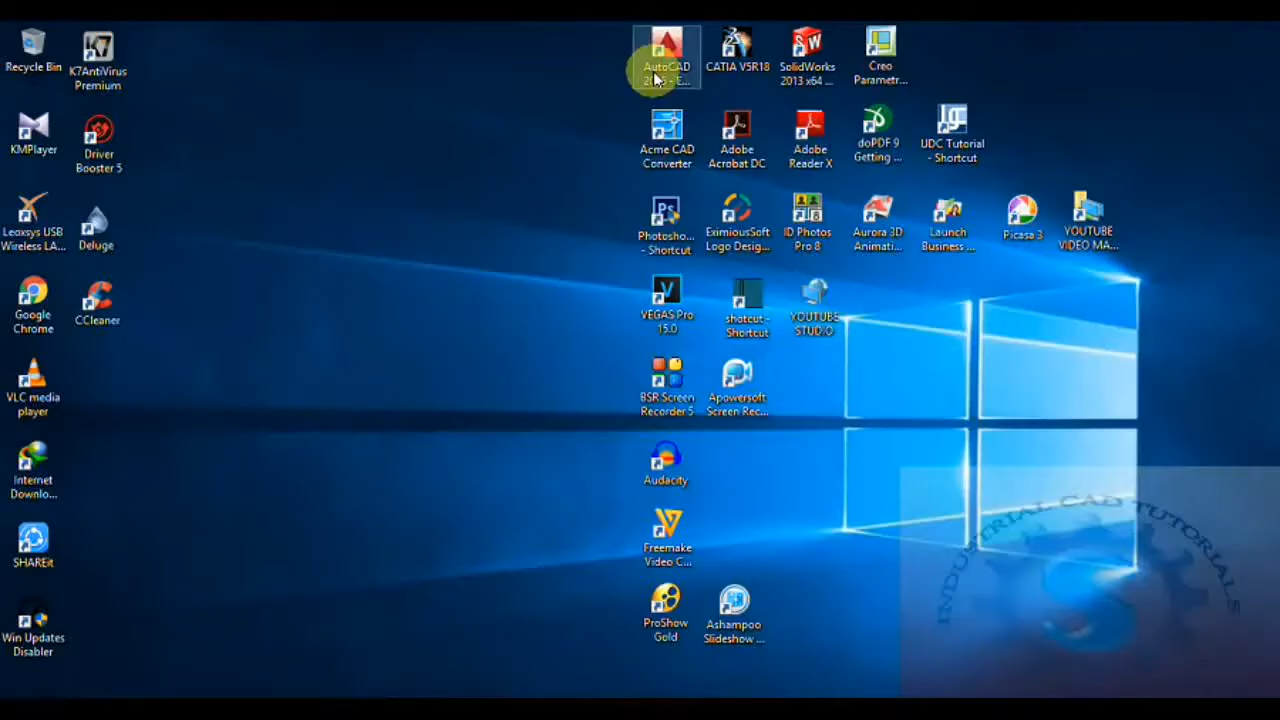 Recycle Bin
K7AntiVirus
Premium
KMPlayer
Driver
Booster 5
Leoxsys USB
Wireless LA...
Deluge
Google
Chrome
CCleaner
VLC media
player
Internet
Downlo...
SHAREit
Win Updates
Disabler
AutoCAD
- E...
CATIA V5R18
SolidWorks
2013 x64 ...
Creo
Parametr...
Acme CAD
Converter
Adobe
Acrobat DC
Adobe
Reader X
doPDF 9
Getting ...
UDC Tutorial
- Shortcut
Photosho...
- Shortcut
EximiousSoft
Logo Desig...
ID Photos
Pro 8
Aurora 3D
Animati...
Launch
Business ...
Picasa 3
YOUTUBE
VIDEO MA...
VEGAS Pro
15.0
shotcut -
Shortcut
YOUTUBE
STUDIO
BSR Screen
Recorder 5
Apowersoft
Screen Rec...
Audacity
Freemake
Video C...
ProShow
Gold
Ashampoo
Slideshow ...
INDUSTRIAL CAD TUTORIALS